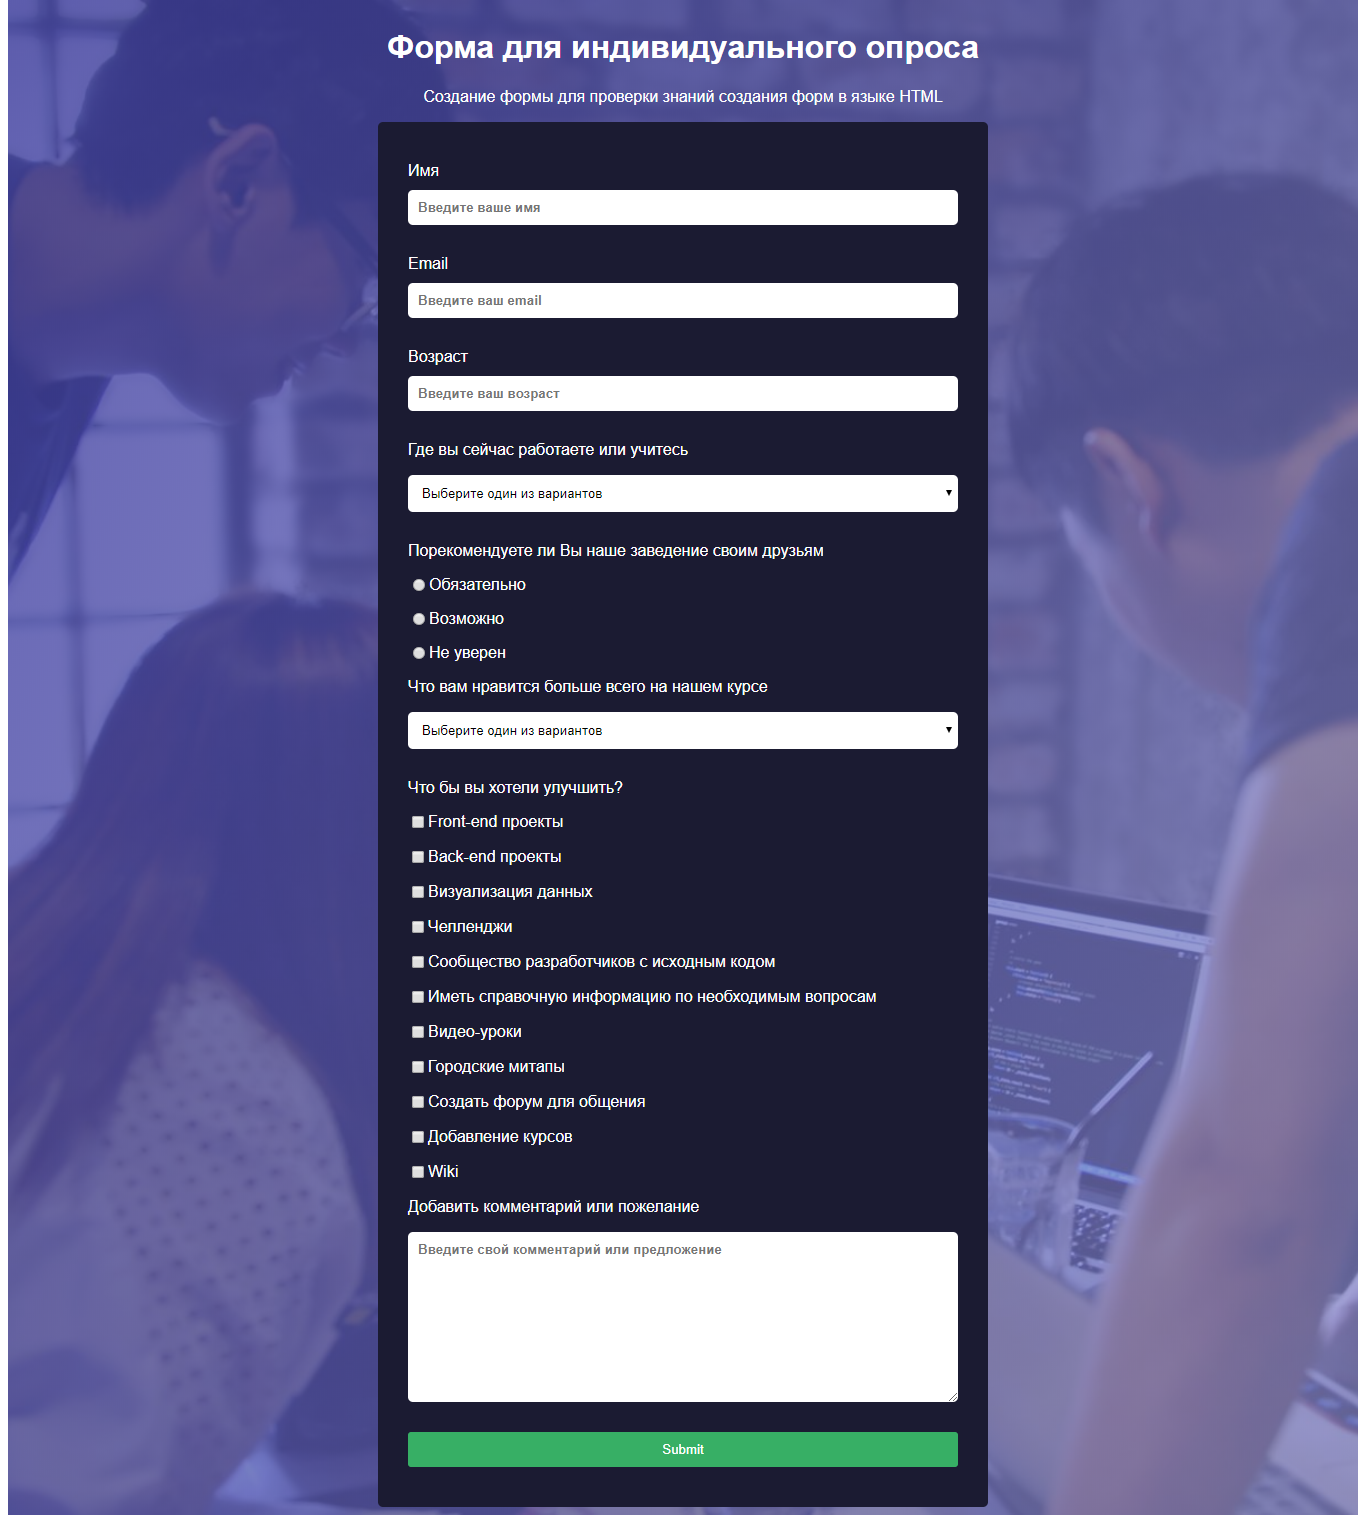 Форма для индивидуального опроса
Создание формы для проверки знаний создания форм в языке HTML
Имя
Введите ваше имя
Email
Введите ваш email
Возраст
Введите ваш возраст
Где вы сейчас работаете или учитесь
Выберите один из вариантов
Порекомендуете ли Вы наше заведение своим друзьям
Обязательно
Возможно
Не уверен
Что вам нравится больше всего на нашем курсе
Выберите один из вариантов
Что бы вы хотели улучшить?
Front-end проекты
Back-end проекты
Визуализация данных
Челленджи
Сообщество разработчиков с исходным кодом
Иметь справочную информацию по необходимым вопросам
Видео-уроки
Городские митапы
Создать форум для общения
Добавление курсов
Wiki
Добавить комментарий или пожелание
Введите свой комментарий или предложение
Submit